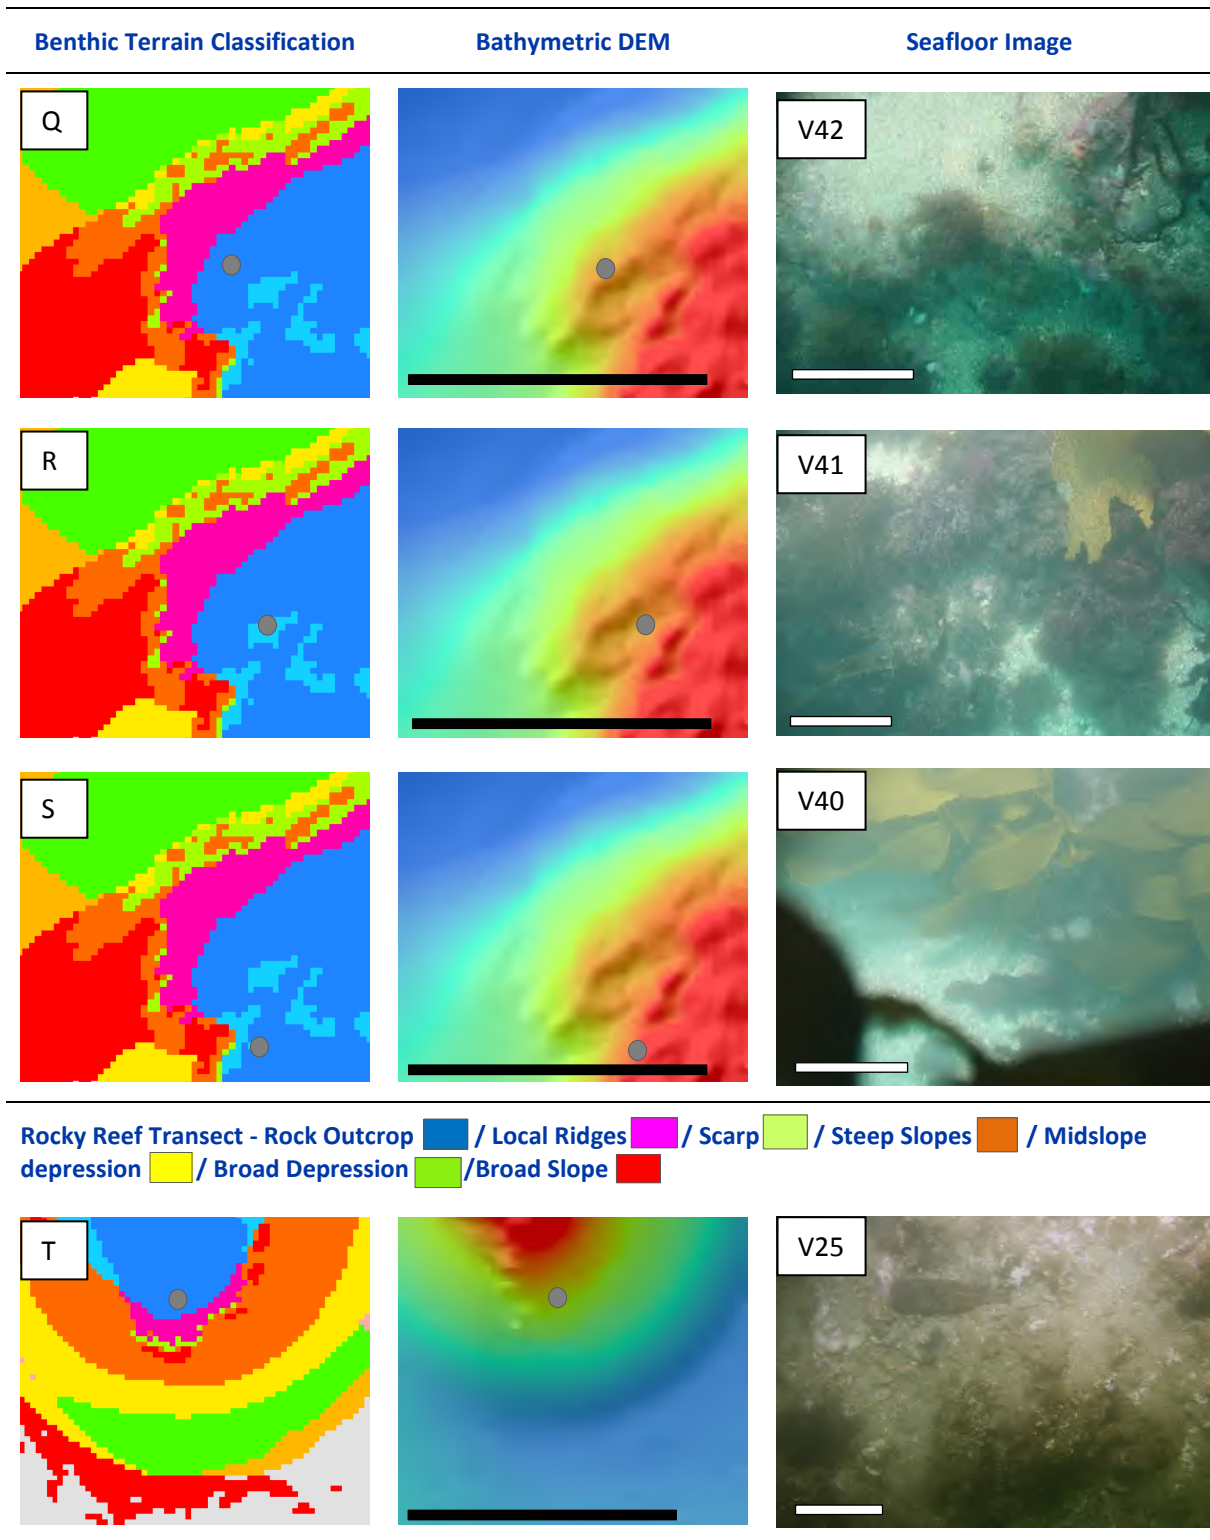 Benthic Terrain Classification Bathymetric DEM Seafloor Image
Q V42
R V41
S V40
Rocky Reef Transect - Rock Outcrop / Local Ridges / Scarp / Steep Slopes / Midslope
depression / Broad Depression /Broad Slope
T V25